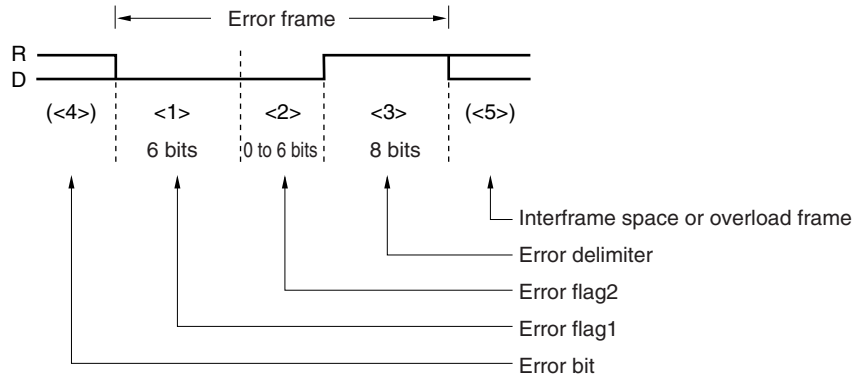 Error frame
R
D
(<4>) <1> <2> <3> (<5>)
6 bits 0 to 6 bits 8 bits
Interframe space or overload frame
Error delimiter
Error flag2
Error flag1
Error bit